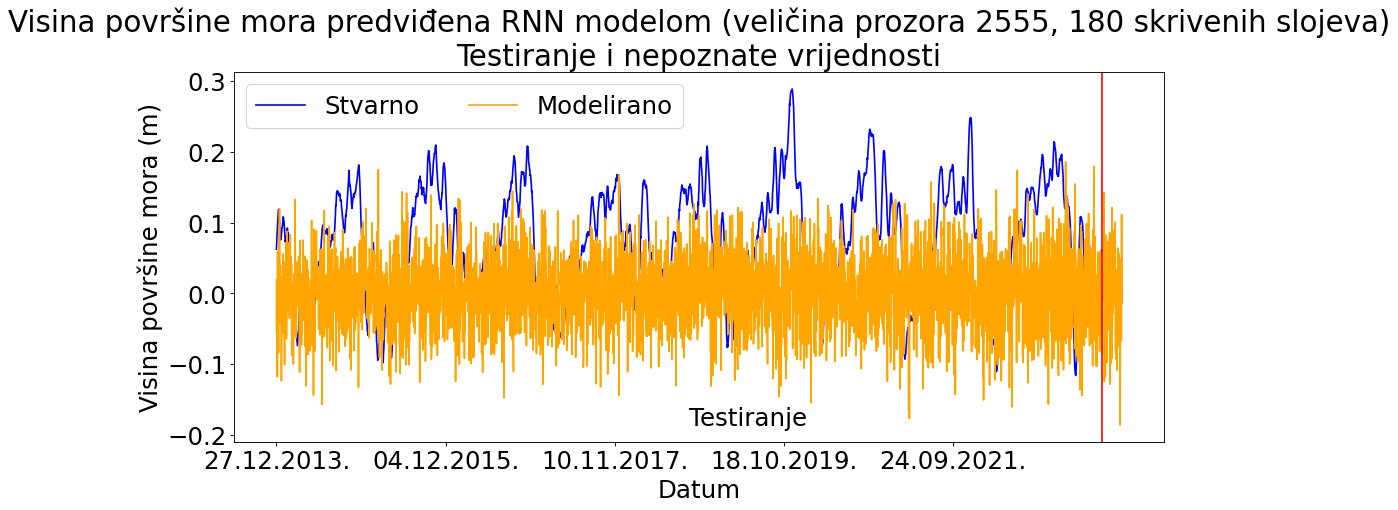 Visina površine mora predviđena RNN modelom (veličina prozora 2555, 180 skrivenih slojeva)
Testiranje i nepoznate vrijednosti
Stvarno
Modelirano
Visina površine mora (m)
0.3
0.2
0.1
0.0
−0.1
−0.2
Testiranje
27.12.2013.
04.12.2015.
10.11.2017.
18.10.2019.
24.09.2021.
Datum